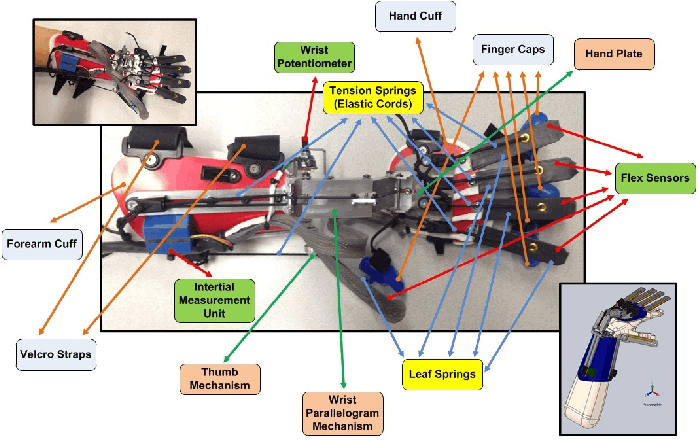 Hand Cuff
Finger Caps
Hand Plate
Wrist
Potentiometer
Tension Springs
(Elastic Cords)
Flex Sensors
Forearm Cuff
Intertial
Measurement
Unit
Velcro Straps
Thumb
Mechanism
Wrist
Parallelogram
Mechanism
Leaf Springs